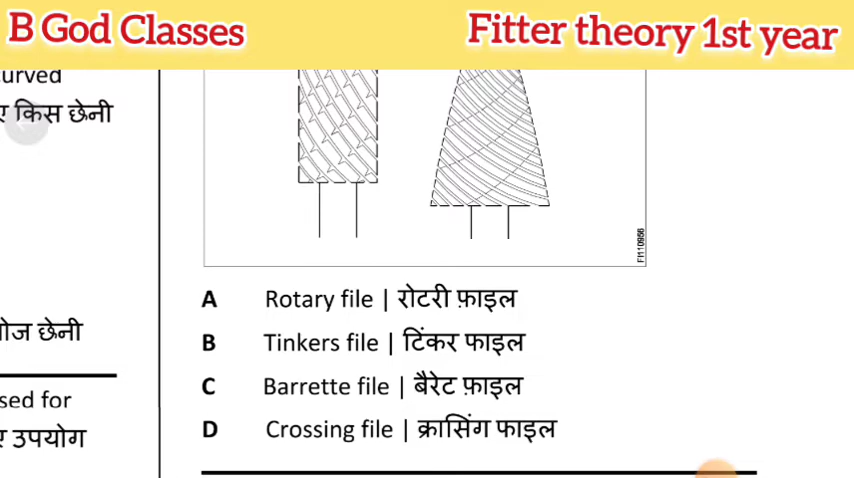 B God Classes
Fitter theory 1st year
urved
ए किस छेनी
ोज छेनी
sed for
ए उपयोग
FI110956
A Rotary file | रोटरी फ़ाइल
B Tinkers file | टिंकर फाइल
C Barrette file | बैरेट फ़ाइल
D Crossing file | क्रासिंग फाइल